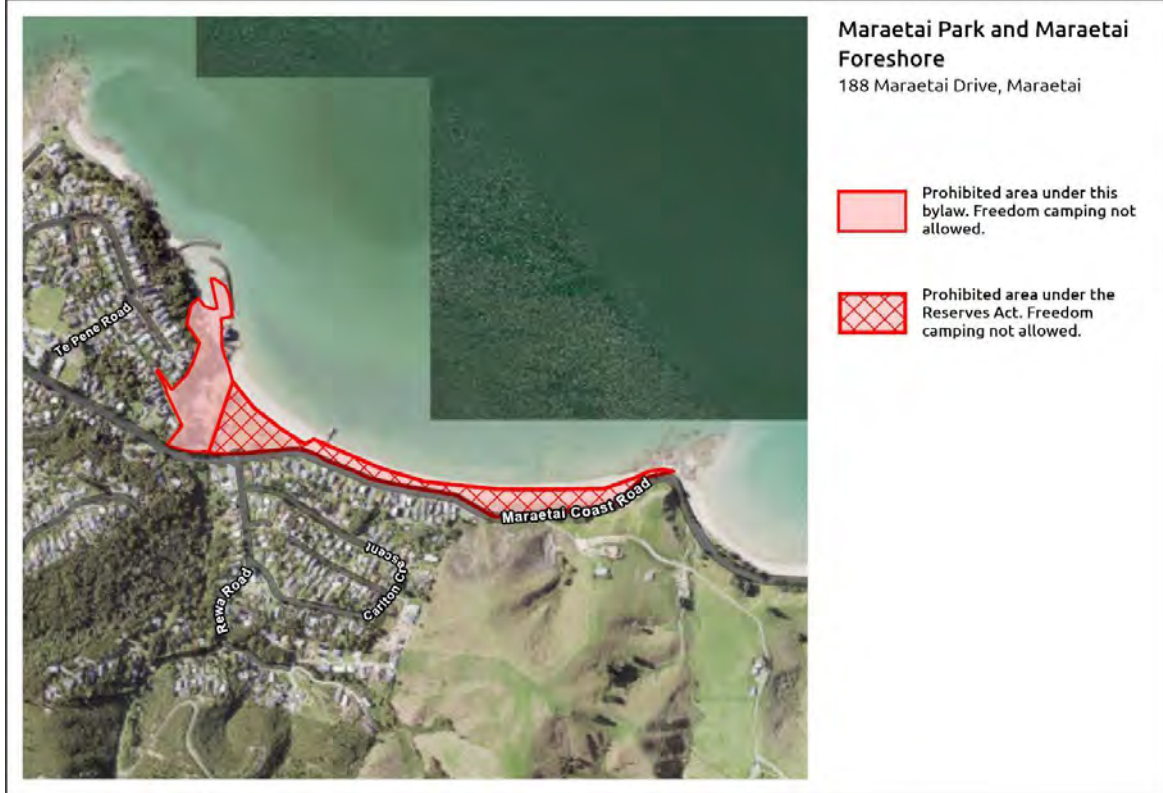 Maraetai Park and Maraetai
Foreshore
188 Maraetai Drive, Maraetai
Prohibited area under this
bylaw. Freedom camping not
allowed.
Prohibited area under the
Reserves Act. Freedom
camping not allowed.
Te Pene Road
Maraetai Coast Road
Rewa Road
Carlton Crescent